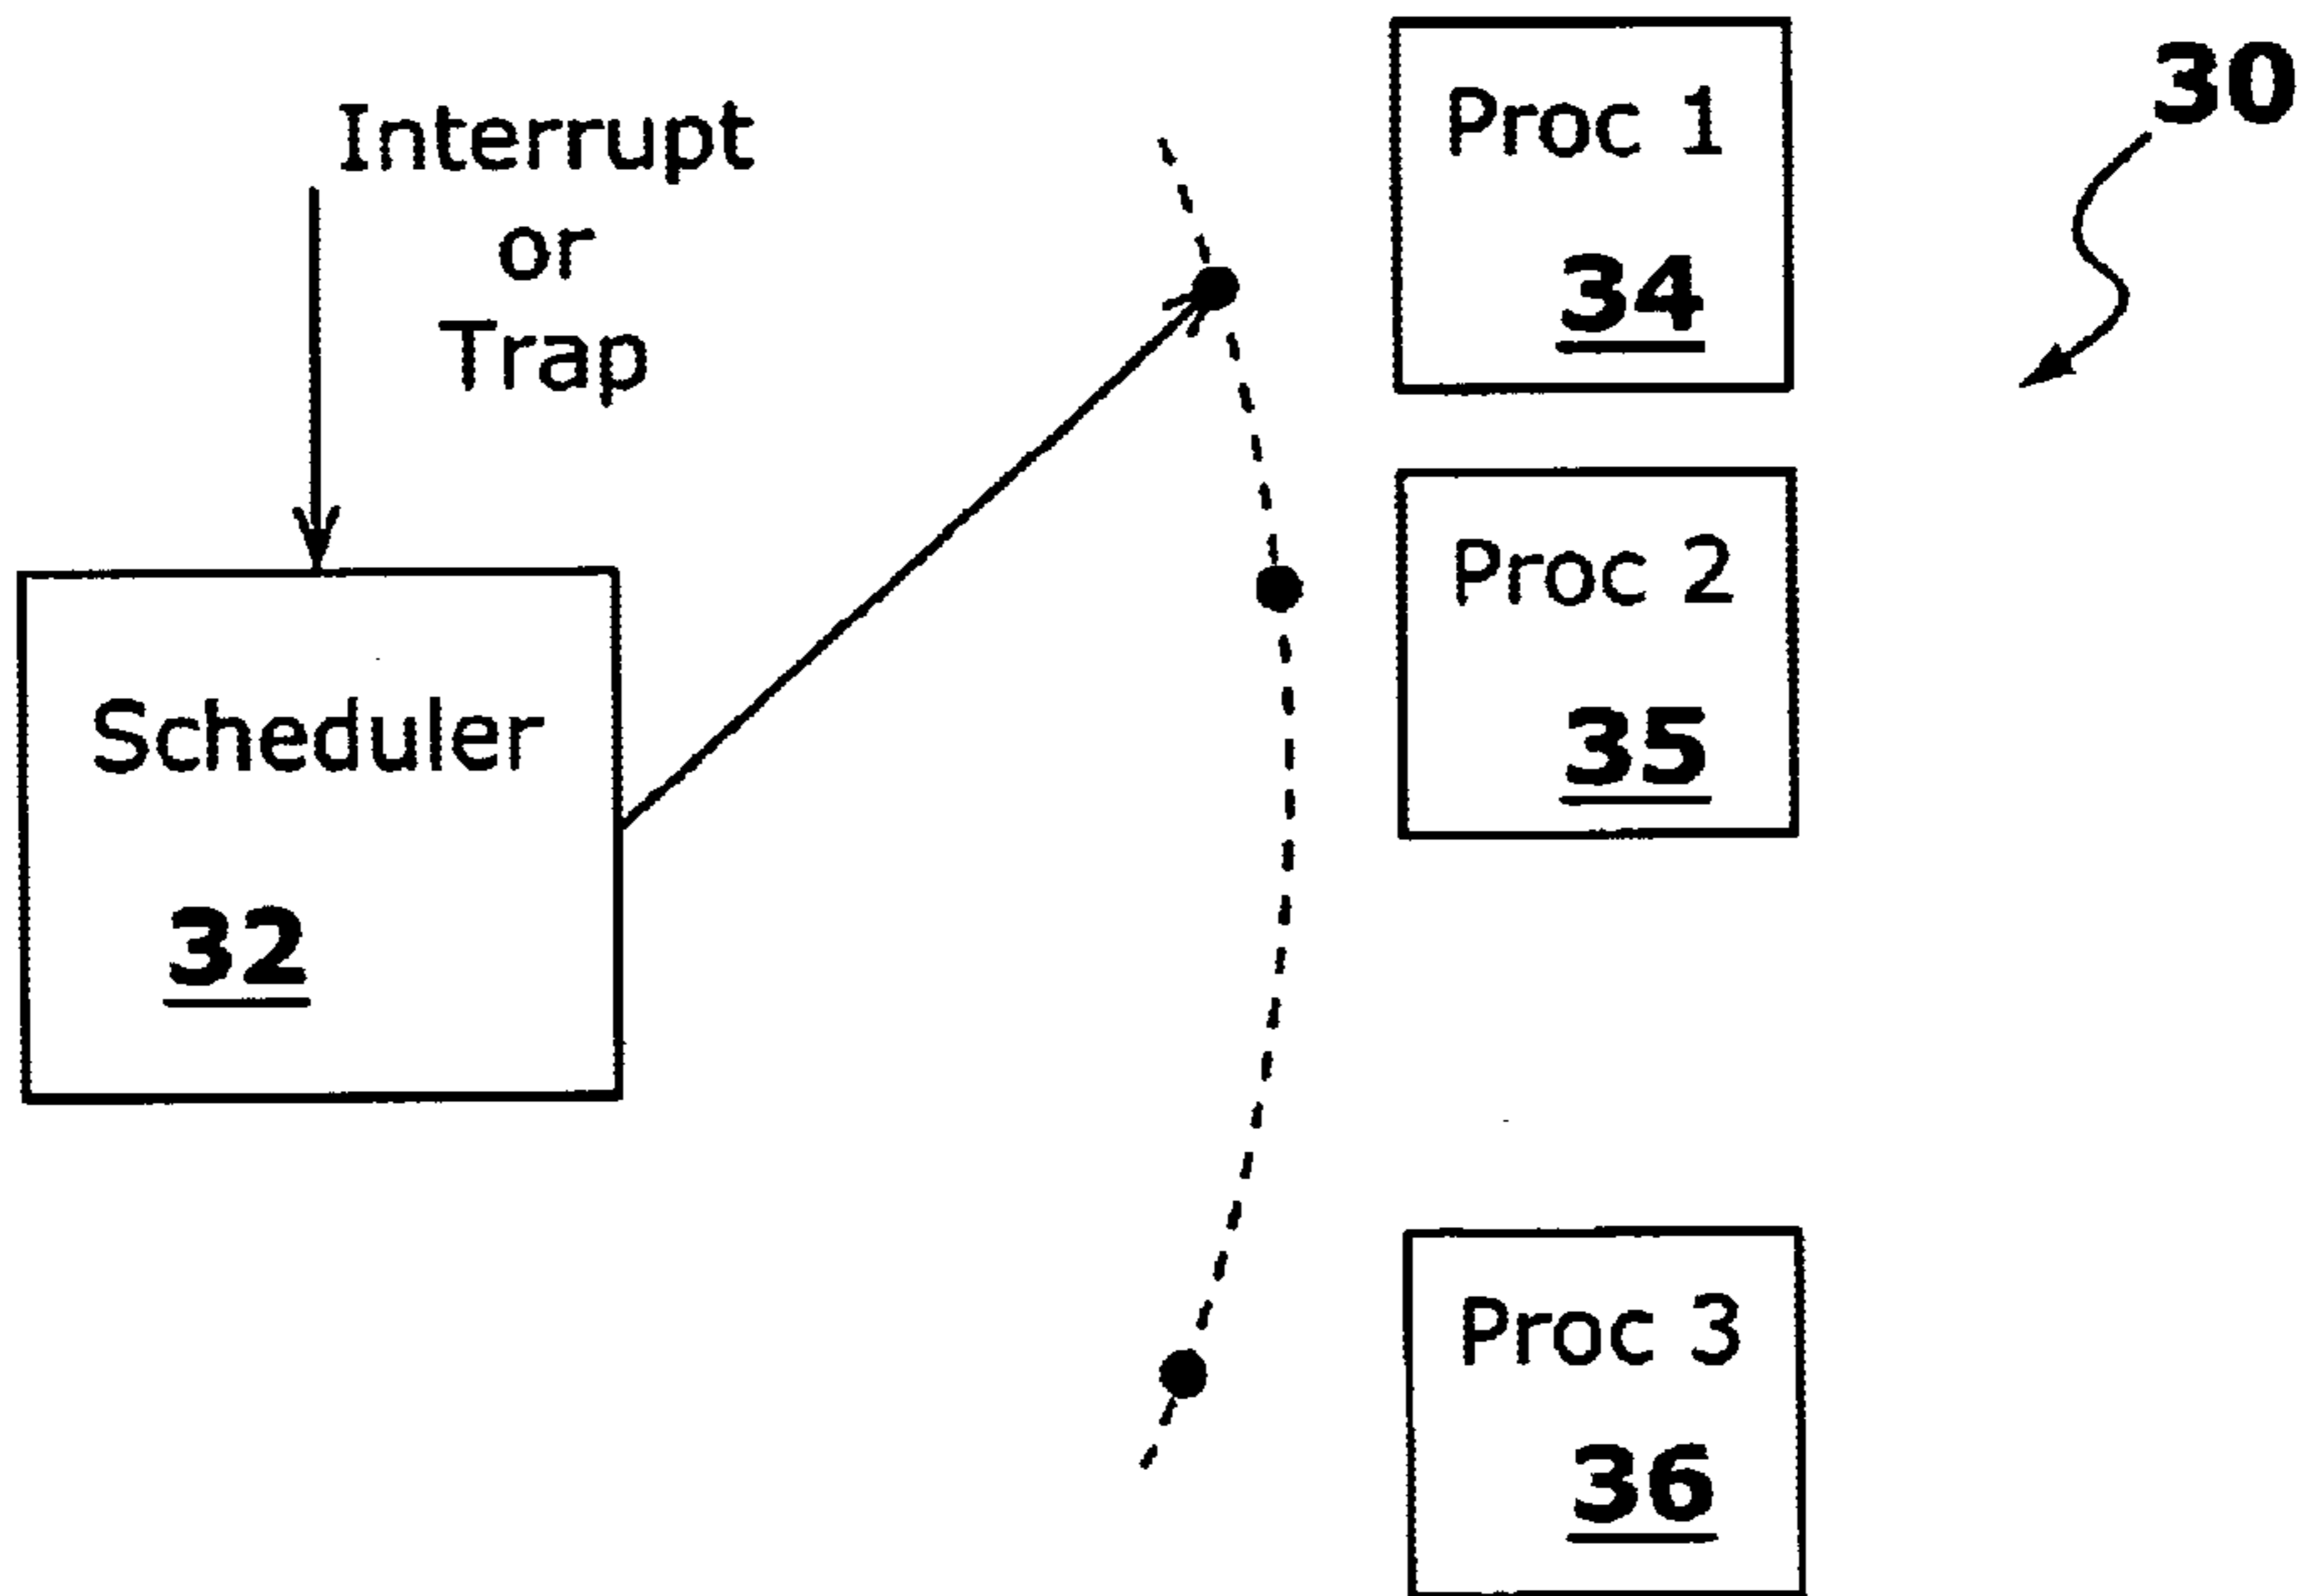 Interrupt
or
Trap
Scheduler
32
Proc 1
34
Proc 2
35
Proc 3
36
30